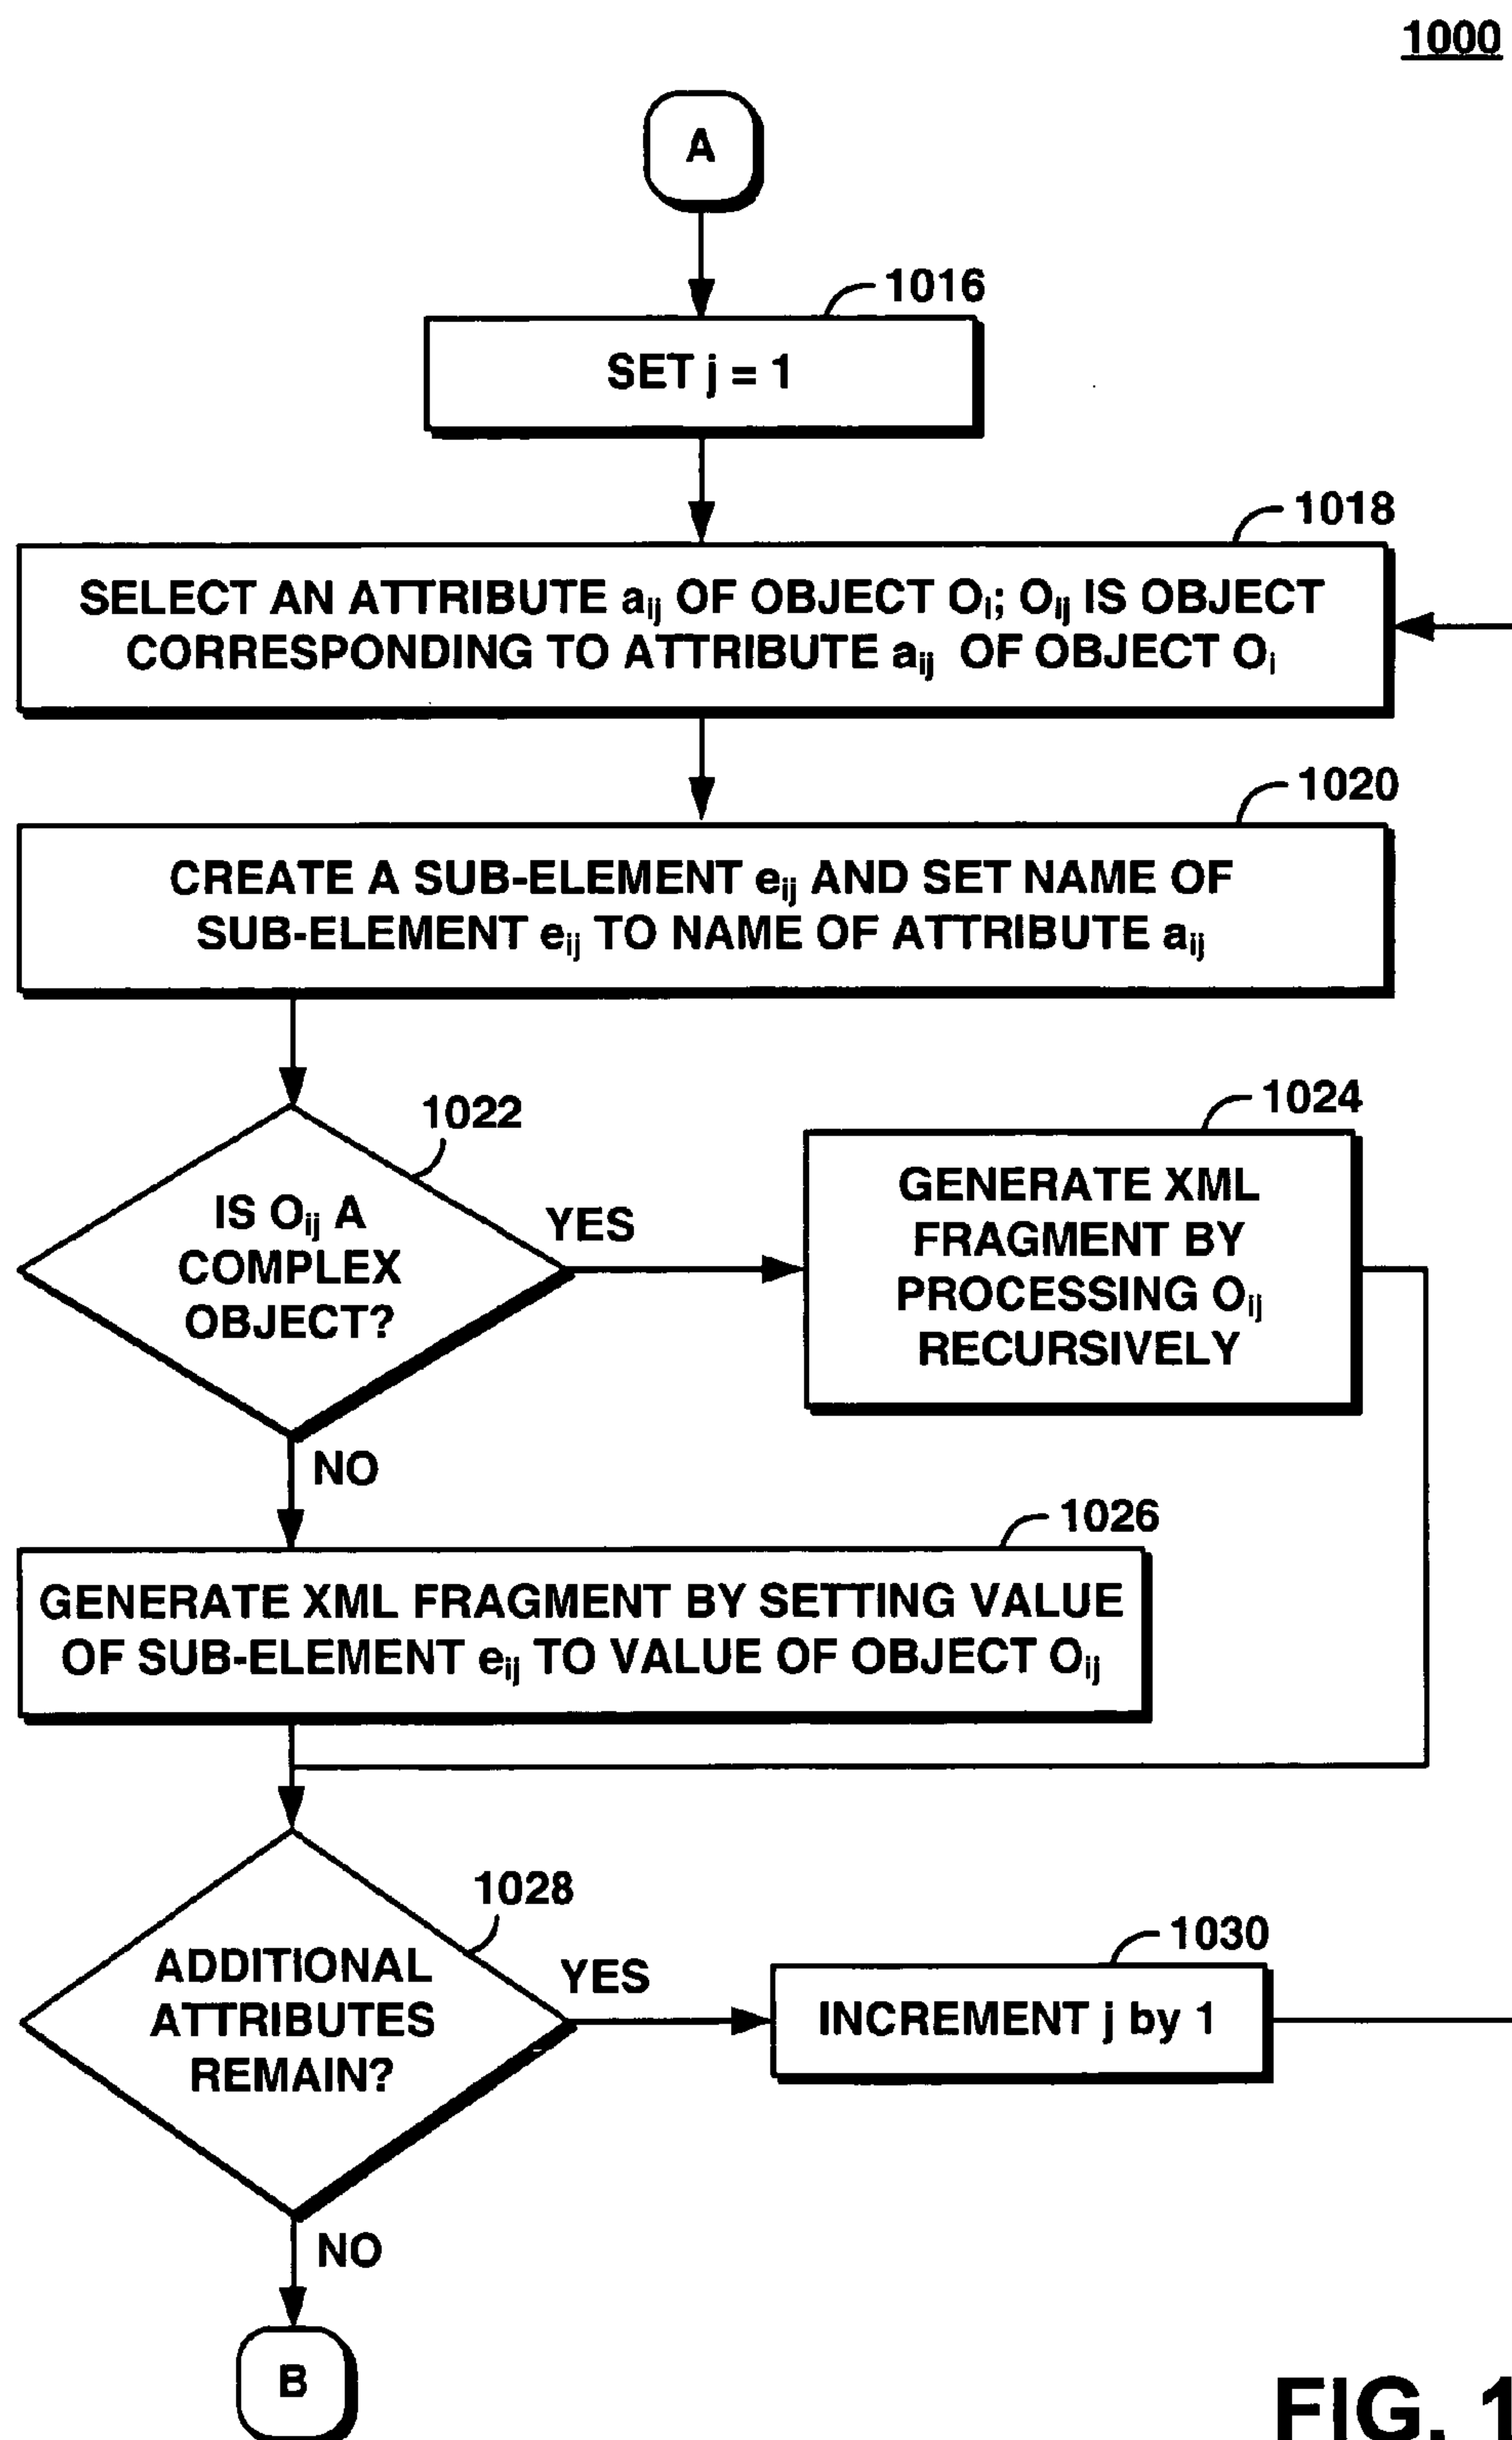 1000
A
1016
SET j = 1
1018
SELECT AN ATTRIBUTE aij OF OBJECT Oi; Oij IS OBJECT
CORRESPONDING TO ATTRIBUTE aij OF OBJECT Oi
1020
CREATE A SUB-ELEMENT eij AND SET NAME OF
SUB-ELEMENT eij TO NAME OF ATTRIBUTE aij
1022
IS Oij A
COMPLEX
OBJECT?
YES
1024
GENERATE XML
FRAGMENT BY
PROCESSING Oij
RECURSIVELY
NO
1026
GENERATE XML FRAGMENT BY SETTING VALUE
OF SUB-ELEMENT eij TO VALUE OF OBJECT Oij
1028
ADDITIONAL
ATTRIBUTES
REMAIN?
YES
1030
INCREMENT j by 1
NO
B
FIG. 1